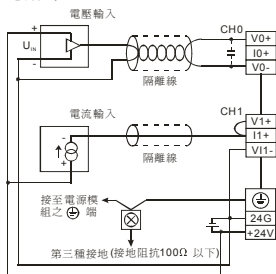 電壓輸入
+
UIN
-
CH0
V0+
I0+
V0-
隔離線
電流輸入
CH1
V1+
I1+
VI1-
-
+
隔離線
接至電源模
組之 端
24G
+24V
第三種接地 (接地阻抗100Ω 以下)